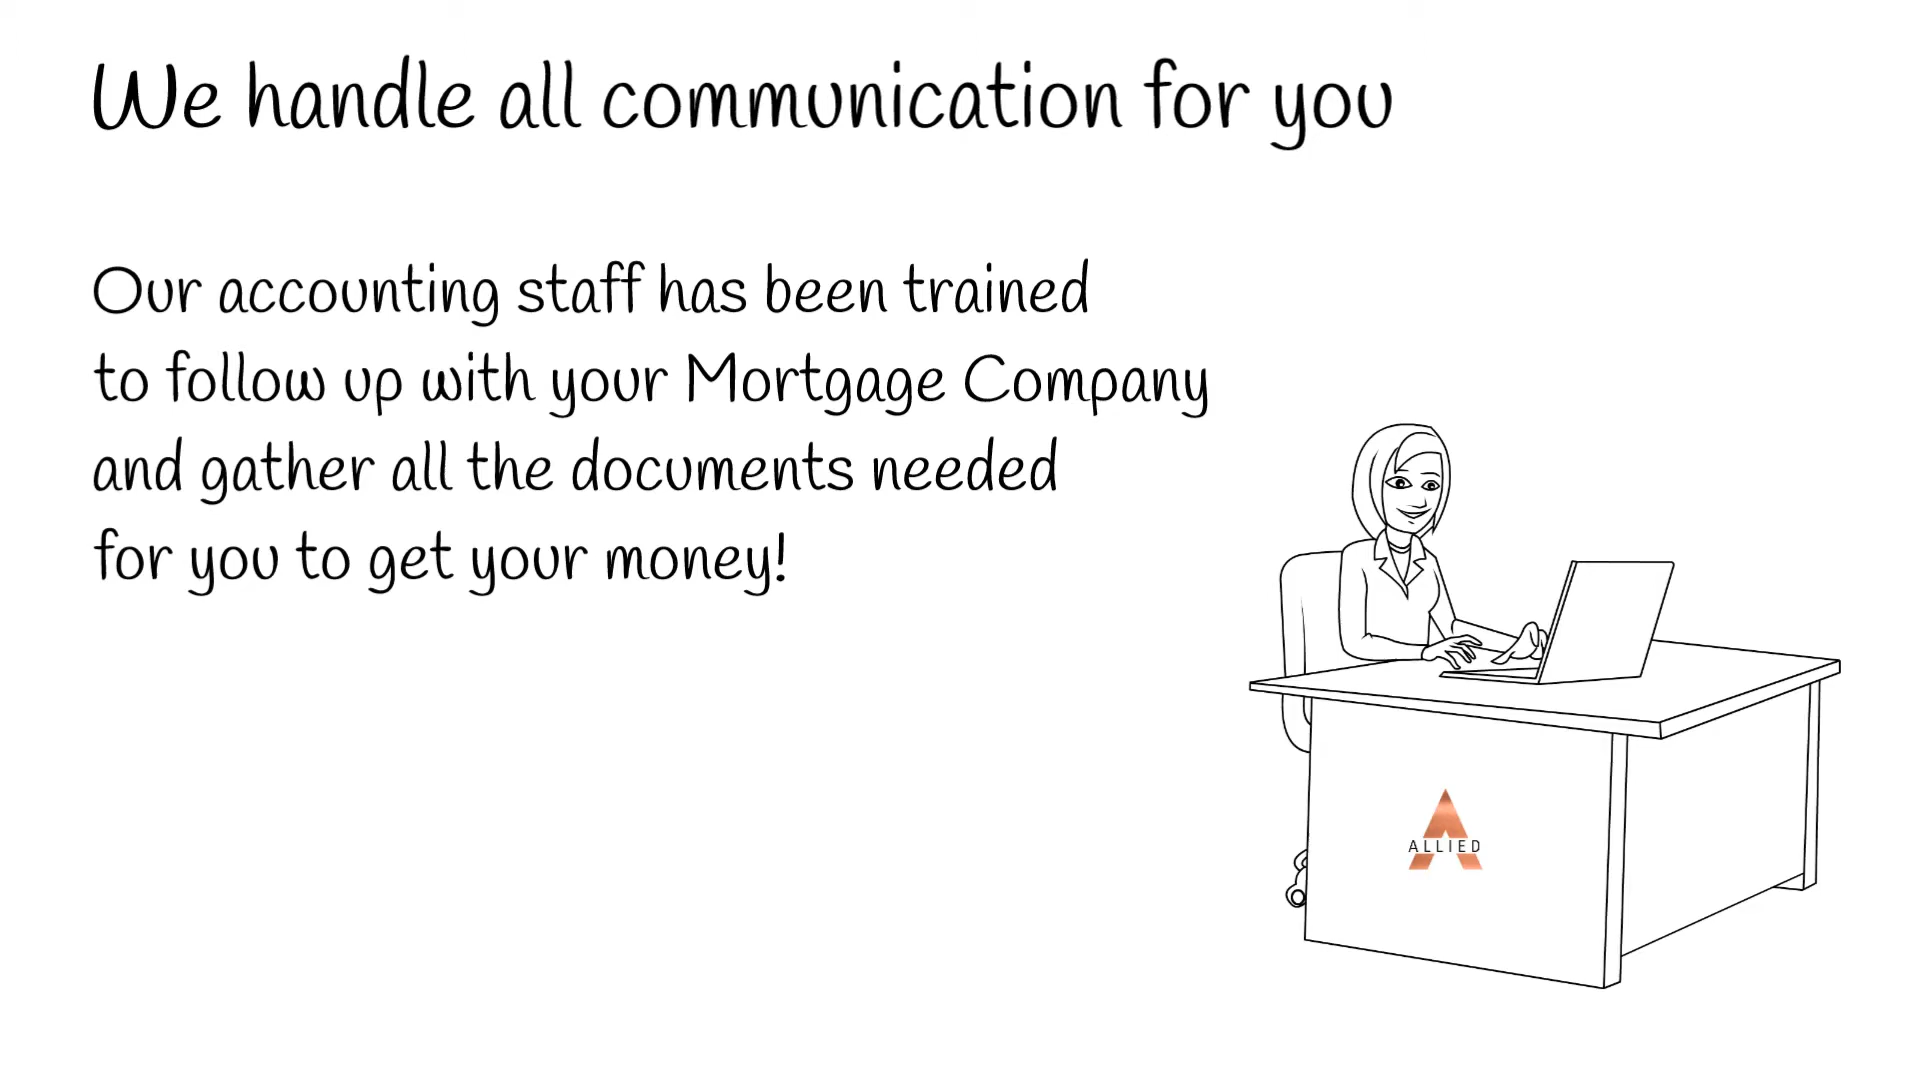 We handle all communication for you
Our accounting staff has been trained
to follow up with your Mortgage Company
and gather all the documents needed
for you to get your money!
ALLIED